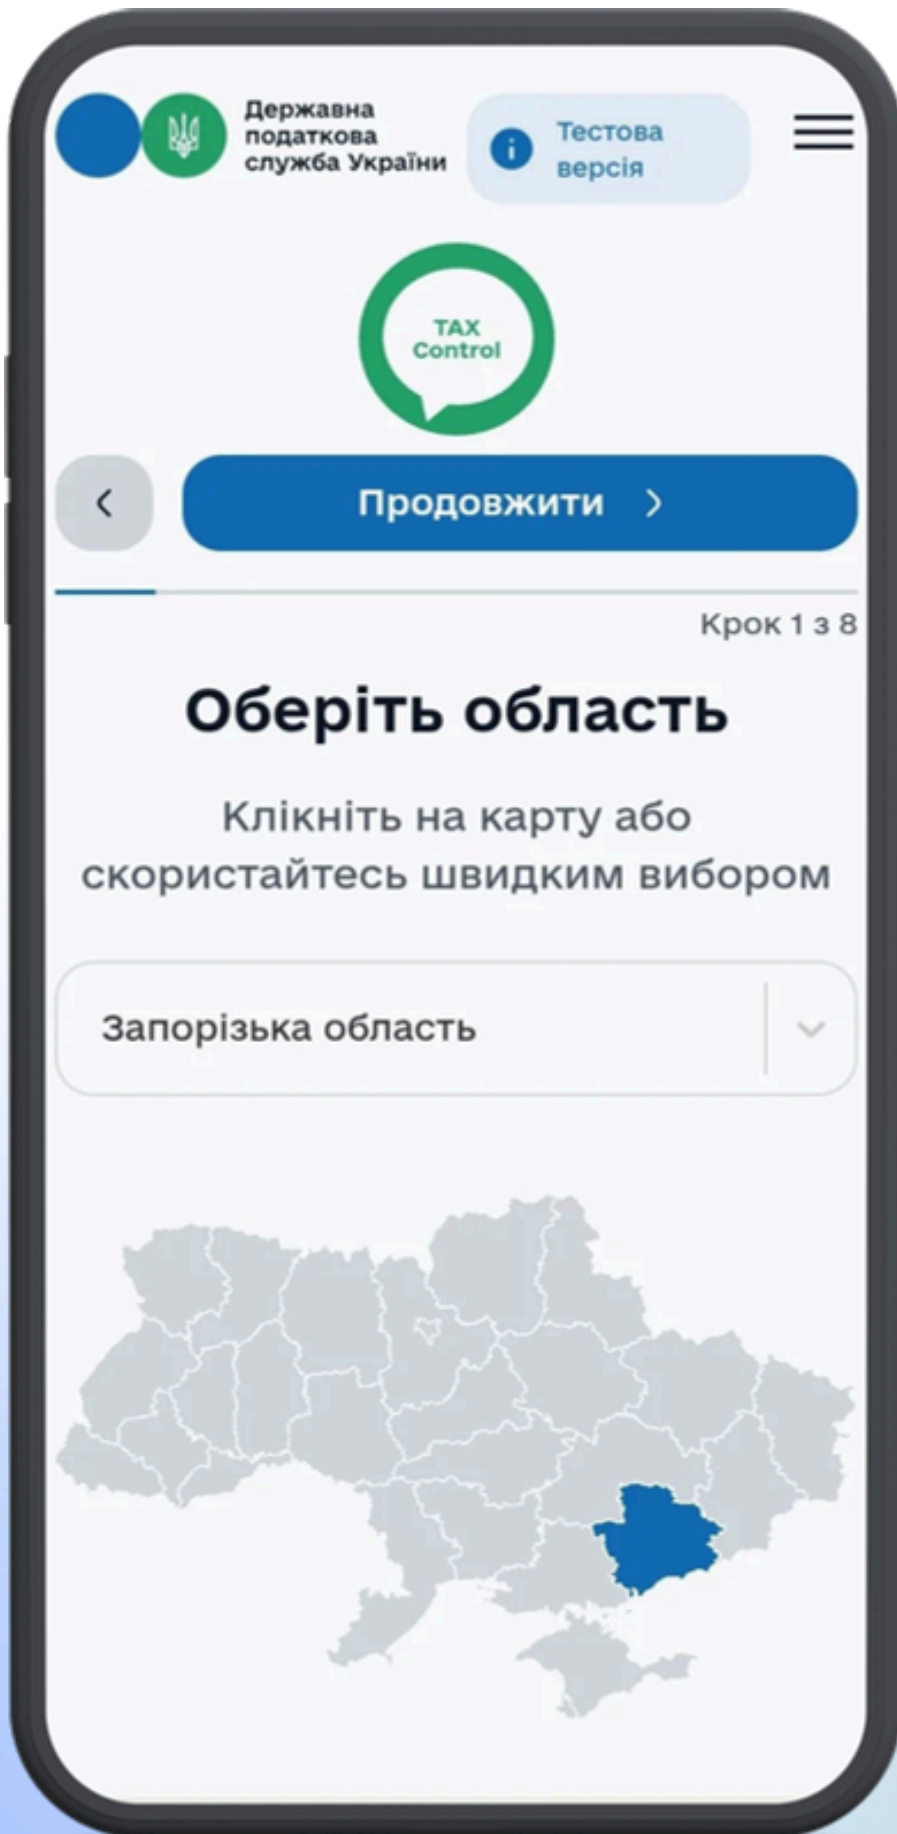 Державна
податкова
служба України
Тестова
версія
TAX
Control
Продовжити
Крок 1 з 8
Оберіть область
Клікніть на карту або
скористайтесь швидким вибором
Запорізька область